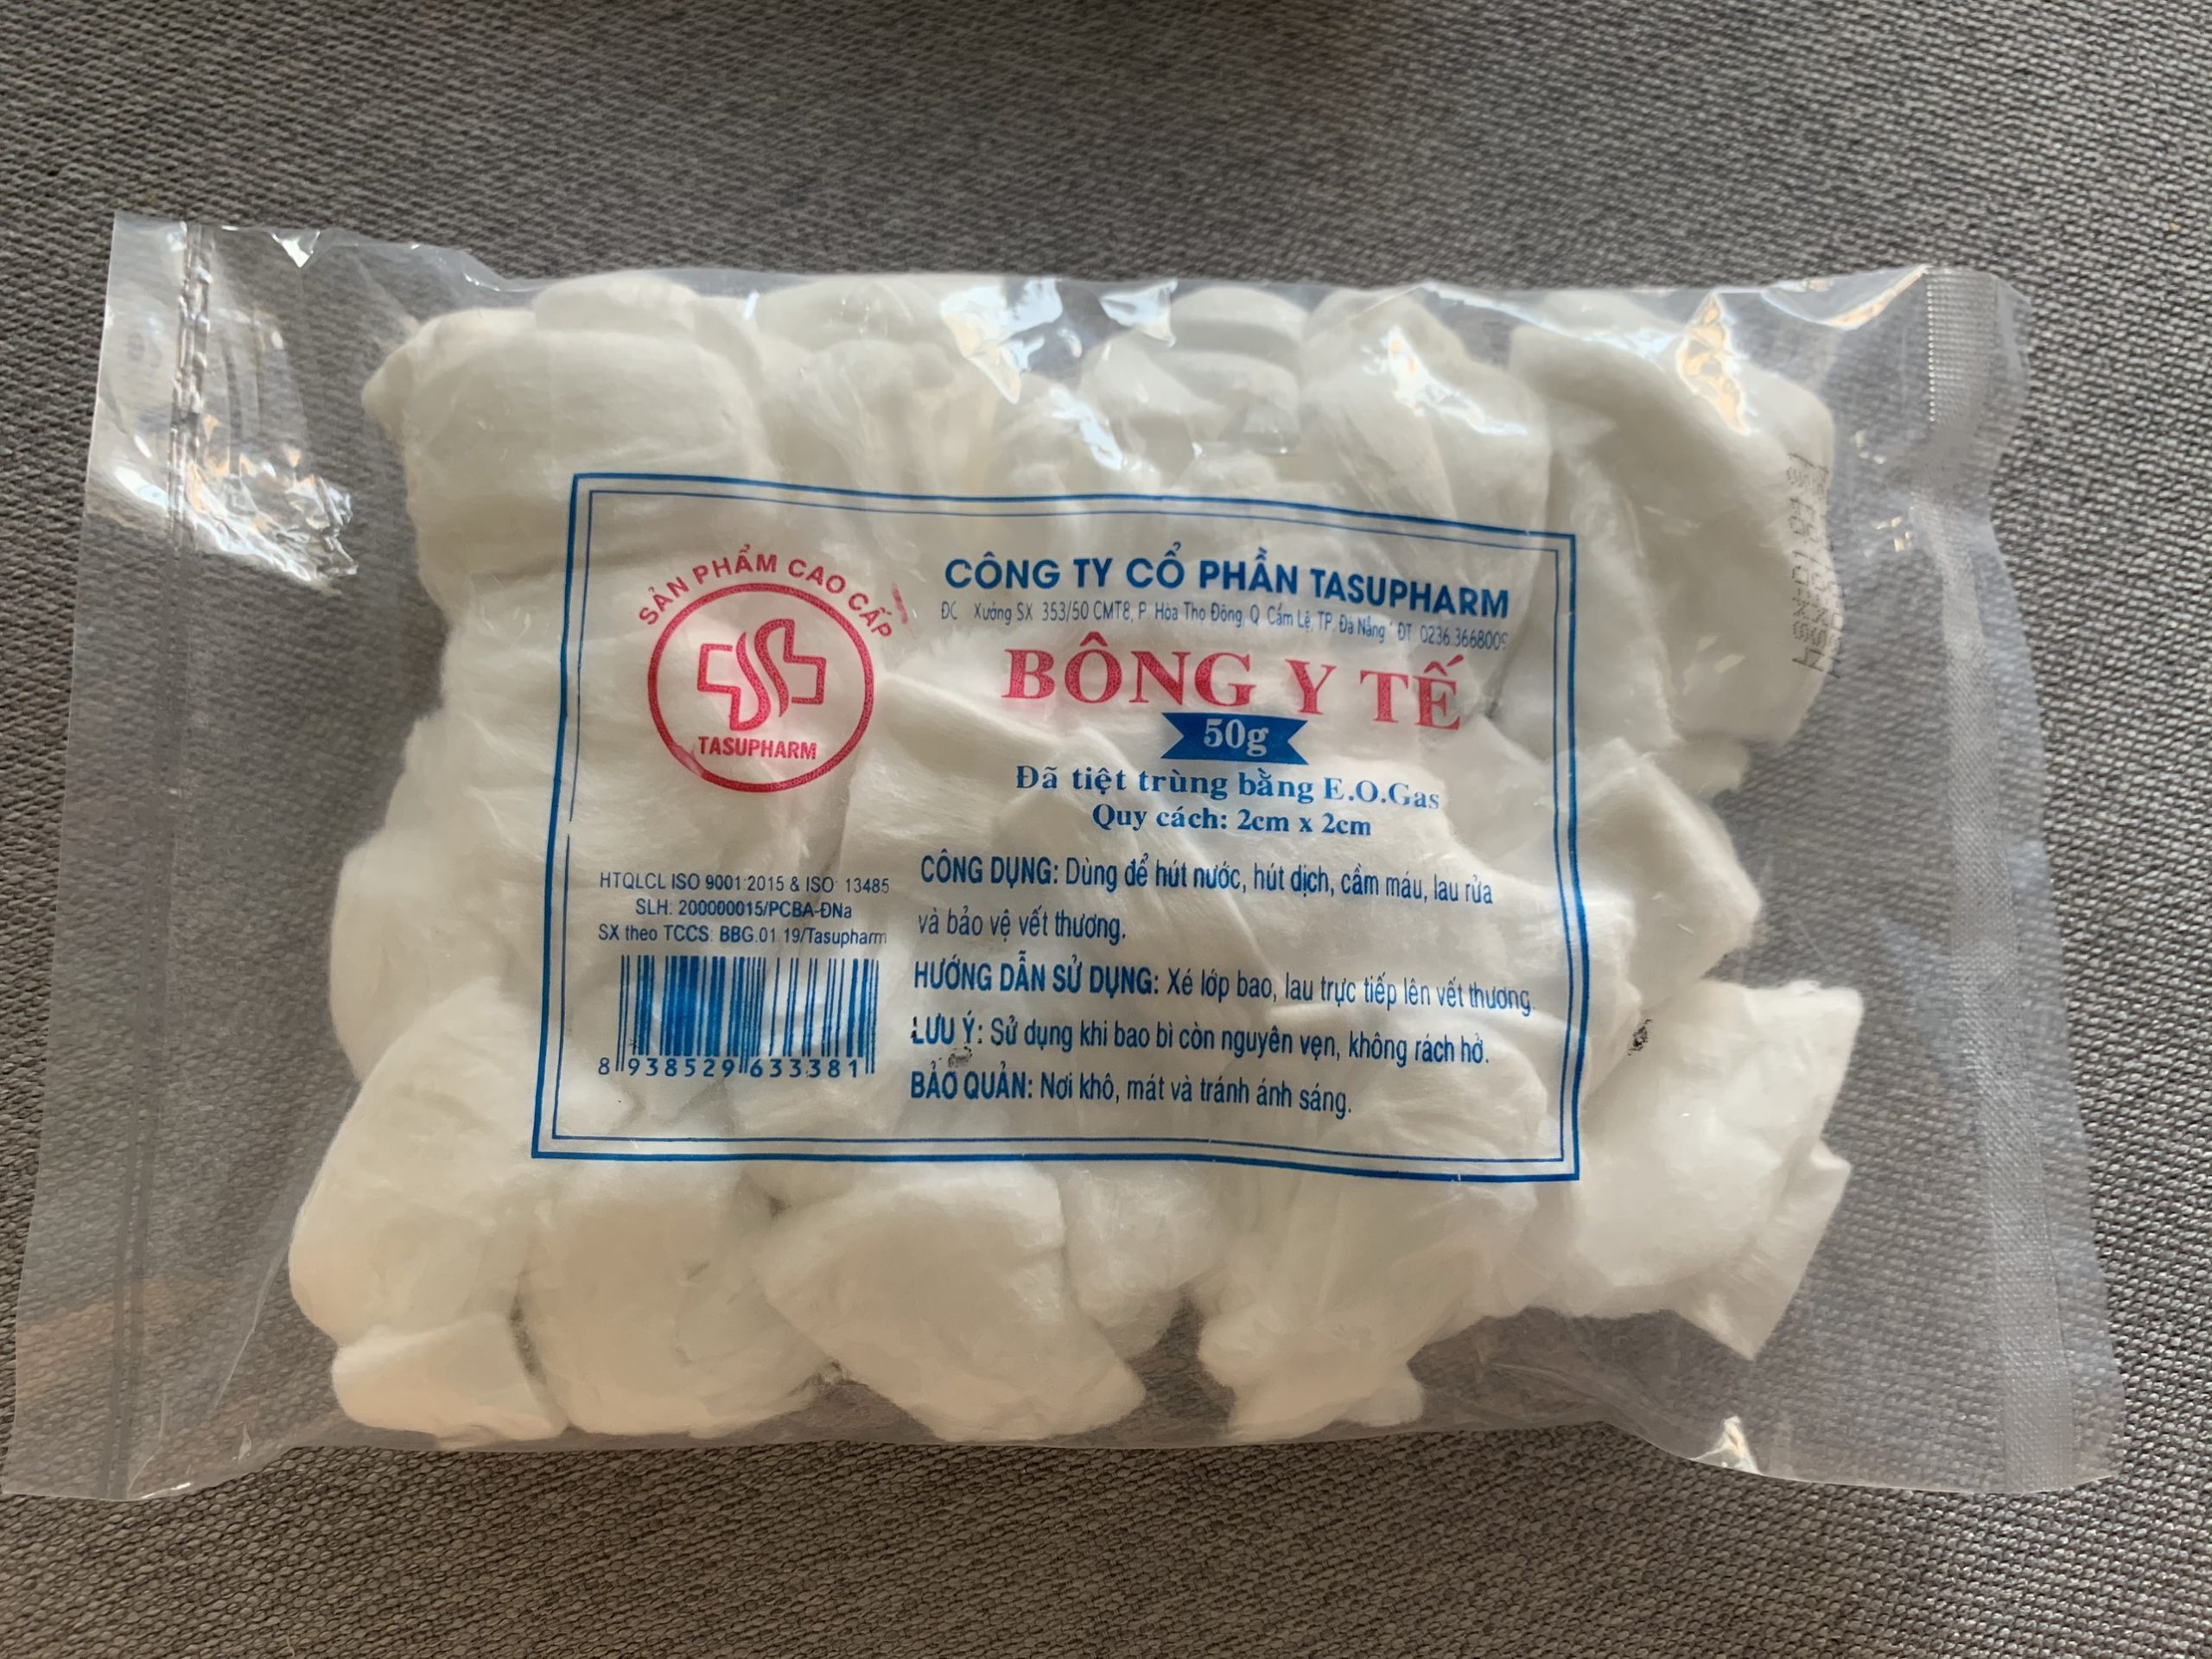 SẢN PHẨM CAO CẤP
TASUPHARM
CÔNG TY CỔ PHẦN TASUPHARM
ĐC Xưởng SX 353/50 CMT8, P. Hòa Thọ Đông, Q. Cẩm Lệ, TP. Đà Nẵng * ĐT 0236.3668009
BÔNG Y TẾ
50g
Đã tiệt trùng bằng E.O.Gas
Quy cách: 2cm x 2cm
HTQLCL ISO 9001:2015 & ISO: 13485
SLH: 200000015/PCBA-ĐNa
SX theo TCCS: BBG.01.19/Tasupharm
8 938529 633381
CÔNG DỤNG: Dùng để hút nước, hút dịch, cầm máu, lau rửa
và bảo vệ vết thương.
HƯỚNG DẪN SỬ DỤNG: Xé lớp bao, lau trực tiếp lên vết thương.
LƯU Ý: Sử dụng khi bao bì còn nguyên vẹn, không rách hở.
BẢO QUẢN: Nơi khô, mát và tránh ánh sáng.